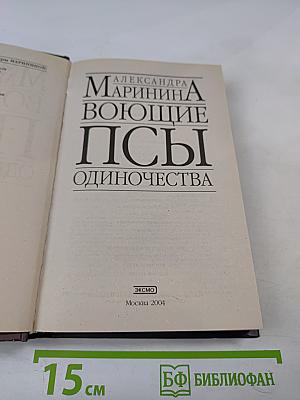 АЛЕКСАНДРА
МАРИНИНА
ВОЮЩИЕ
ПСЫ
ОДИНОЧЕСТВА
ЭКСМО
Москва 2004
15 см
БФ БИБЛИОФАН